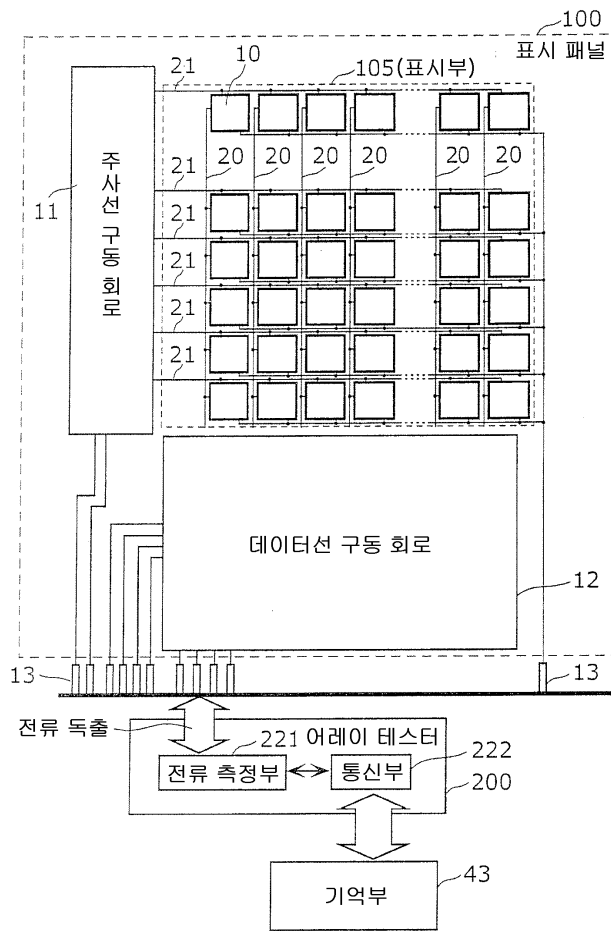 100
표시 패널
10
105(표시부)
21
주사선 구동 회로
11
20 20 20 20 20 20
21
21
21
21
21
데이터선 구동 회로
12
13
13
전류 독출
221
어레이 테스터
222
전류 측정부
통신부
200
기억부
43